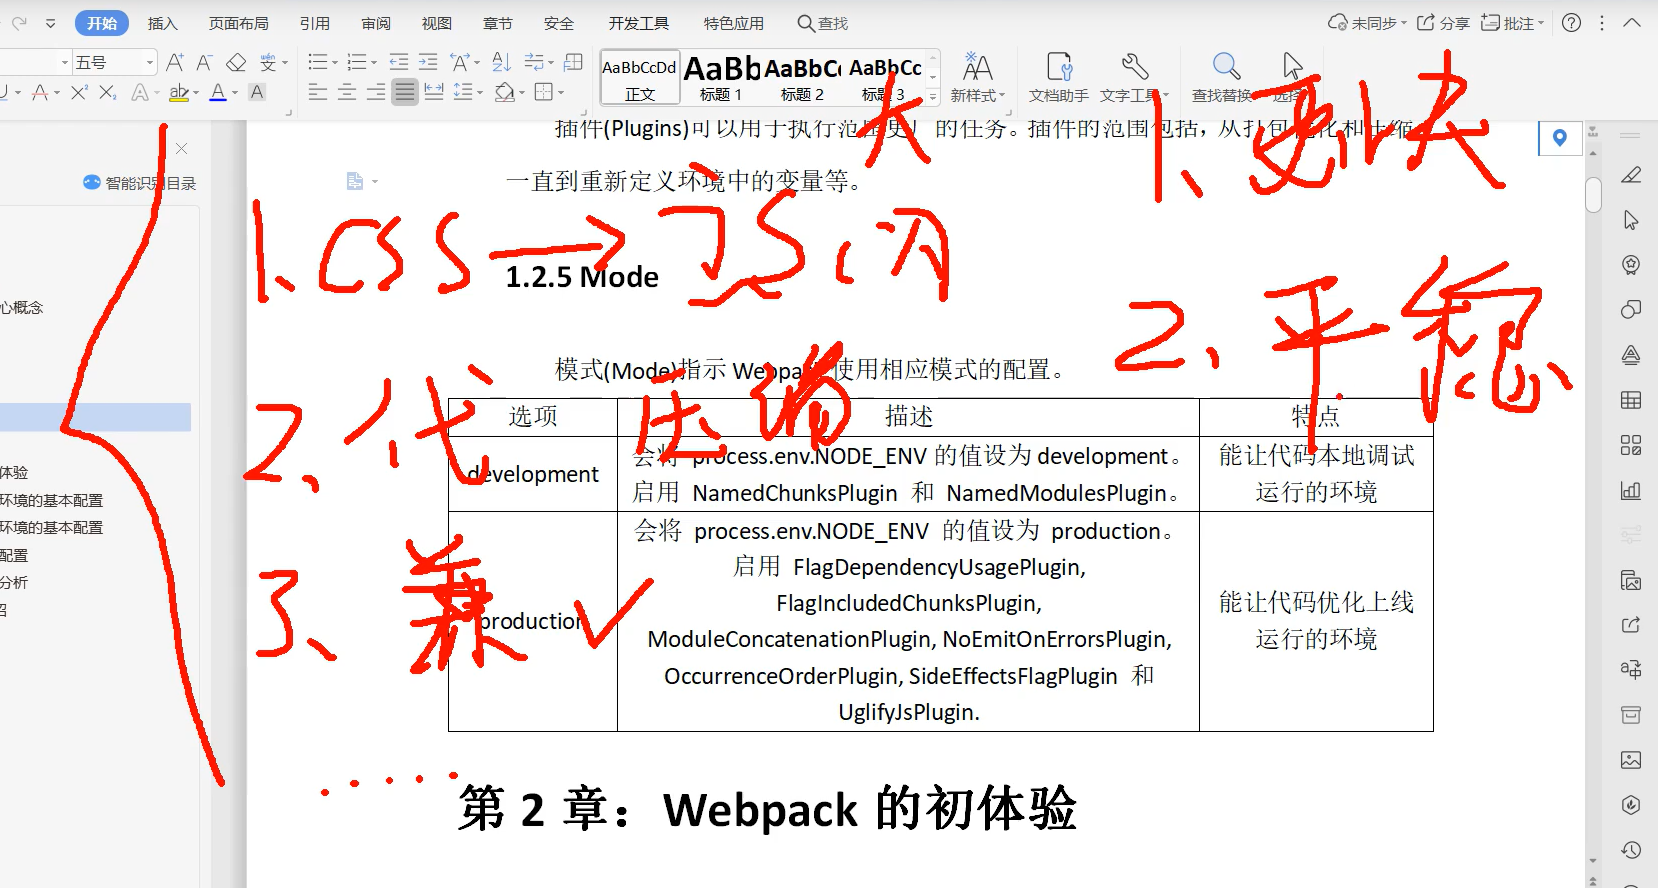 开始 插入 页面布局 引用 审阅 视图 章节 安全 开发工具 特色应用 查找 未同步 分享 批注
五号 AaBbCcDd AaBb AaBbC AaBbCc
正文 标题 1 标题 2 标题 3 新样式 文档助手 文字工具 查找替换 选择
智能识别目录
心概念
体验
环境的基本配置
环境的基本配置
配置
分析
绍
插件(Plugins)可以用于执行范围更广的任务。插件的范围包括，从打包优化和压缩，
一直到重新定义环境中的变量等。
大
1、更快
1、CSS → JS (闪
1.2.5 Mode
2、平稳
模式(Mode)指示 Webpack 使用相应模式的配置。
2、代 压缩
3、兼 ✓
选项 描述 特点
development 会将 process.env.NODE_ENV 的值设为 development。 能让代码本地调试
启用 NamedChunksPlugin 和 NamedModulesPlugin。 运行的环境
会将 process.env.NODE_ENV 的值设为 production。
启用 FlagDependencyUsagePlugin,
FlagIncludedChunksPlugin, 能让代码优化上线
production
ModuleConcatenationPlugin, NoEmitOnErrorsPlugin, 运行的环境
OccurrenceOrderPlugin, SideEffectsFlagPlugin 和
UglifyJsPlugin.
第 2 章：Webpack 的初体验